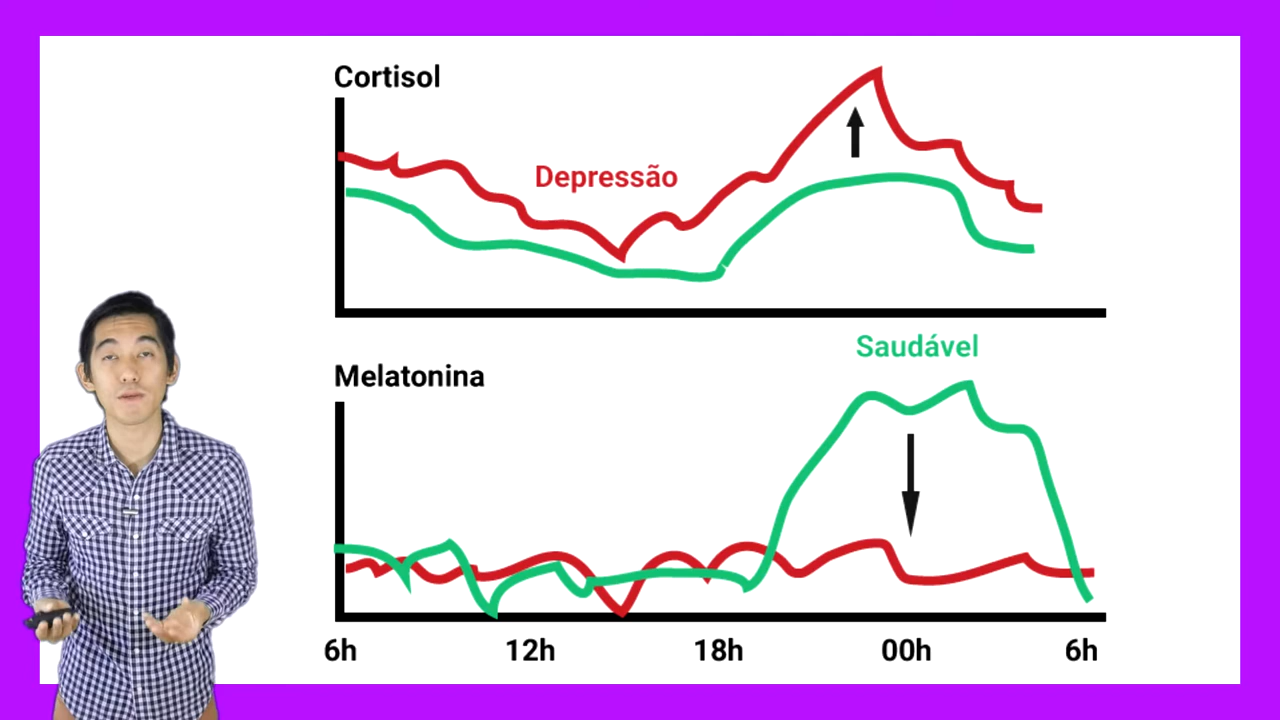 Cortisol
Depressão
Saudável
Melatonina
6h 12h 18h 00h 6h